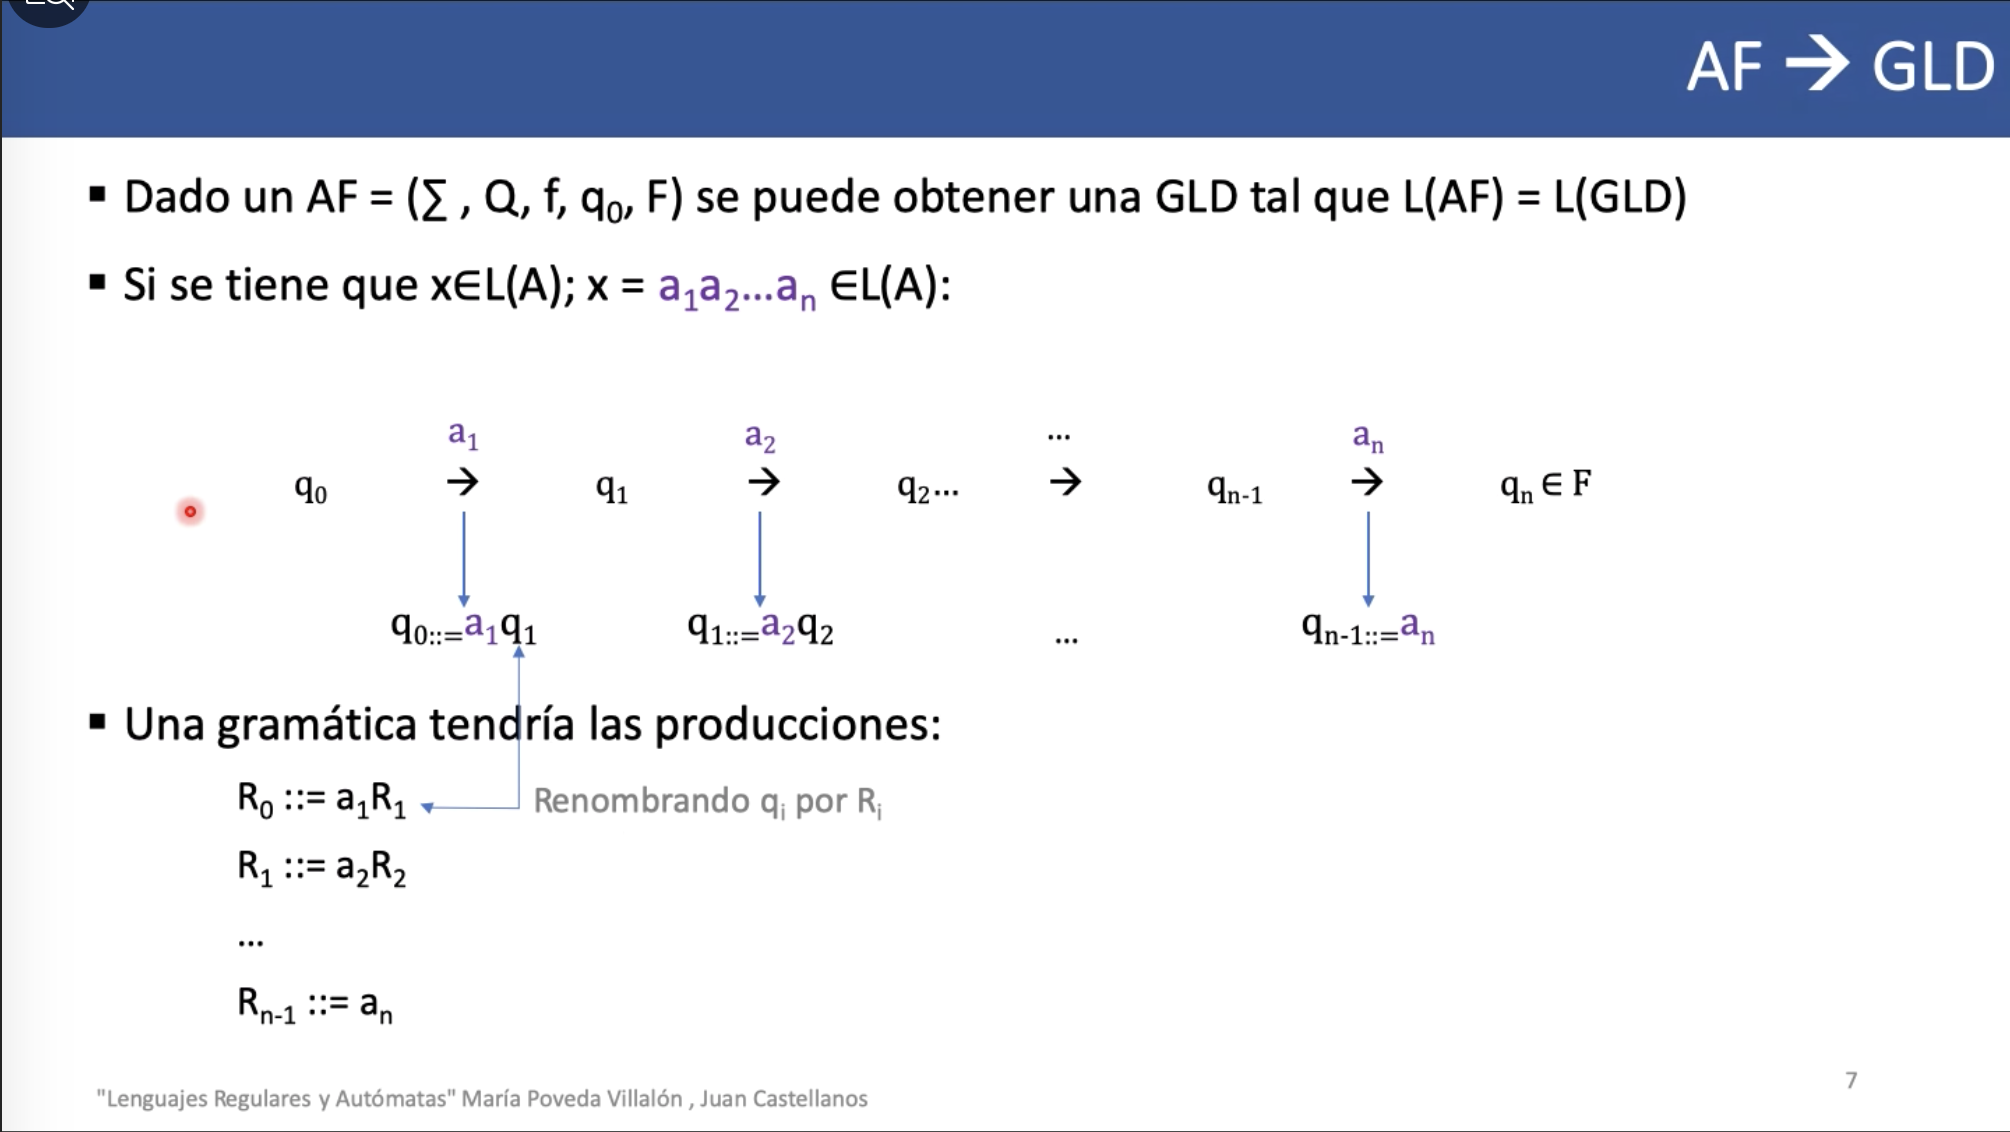 AF → GLD
▪ Dado un AF = (∑ , Q, f, q₀, F) se puede obtener una GLD tal que L(AF) = L(GLD)
▪ Si se tiene que x∈L(A); x = a₁a₂...aₙ ∈L(A):
a₁ a₂ ... aₙ
q₀ → q₁ → q₂... → qₙ₋₁ → qₙ ∈ F
q₀::=a₁q₁ q₁::=a₂q₂ ... qₙ₋₁::=aₙ
▪ Una gramática tendría las producciones:
R₀ ::= a₁R₁ Renombrando qᵢ por Rᵢ
R₁ ::= a₂R₂
...
Rₙ₋₁ ::= aₙ
7
"Lenguajes Regulares y Autómatas" María Poveda Villalón , Juan Castellanos